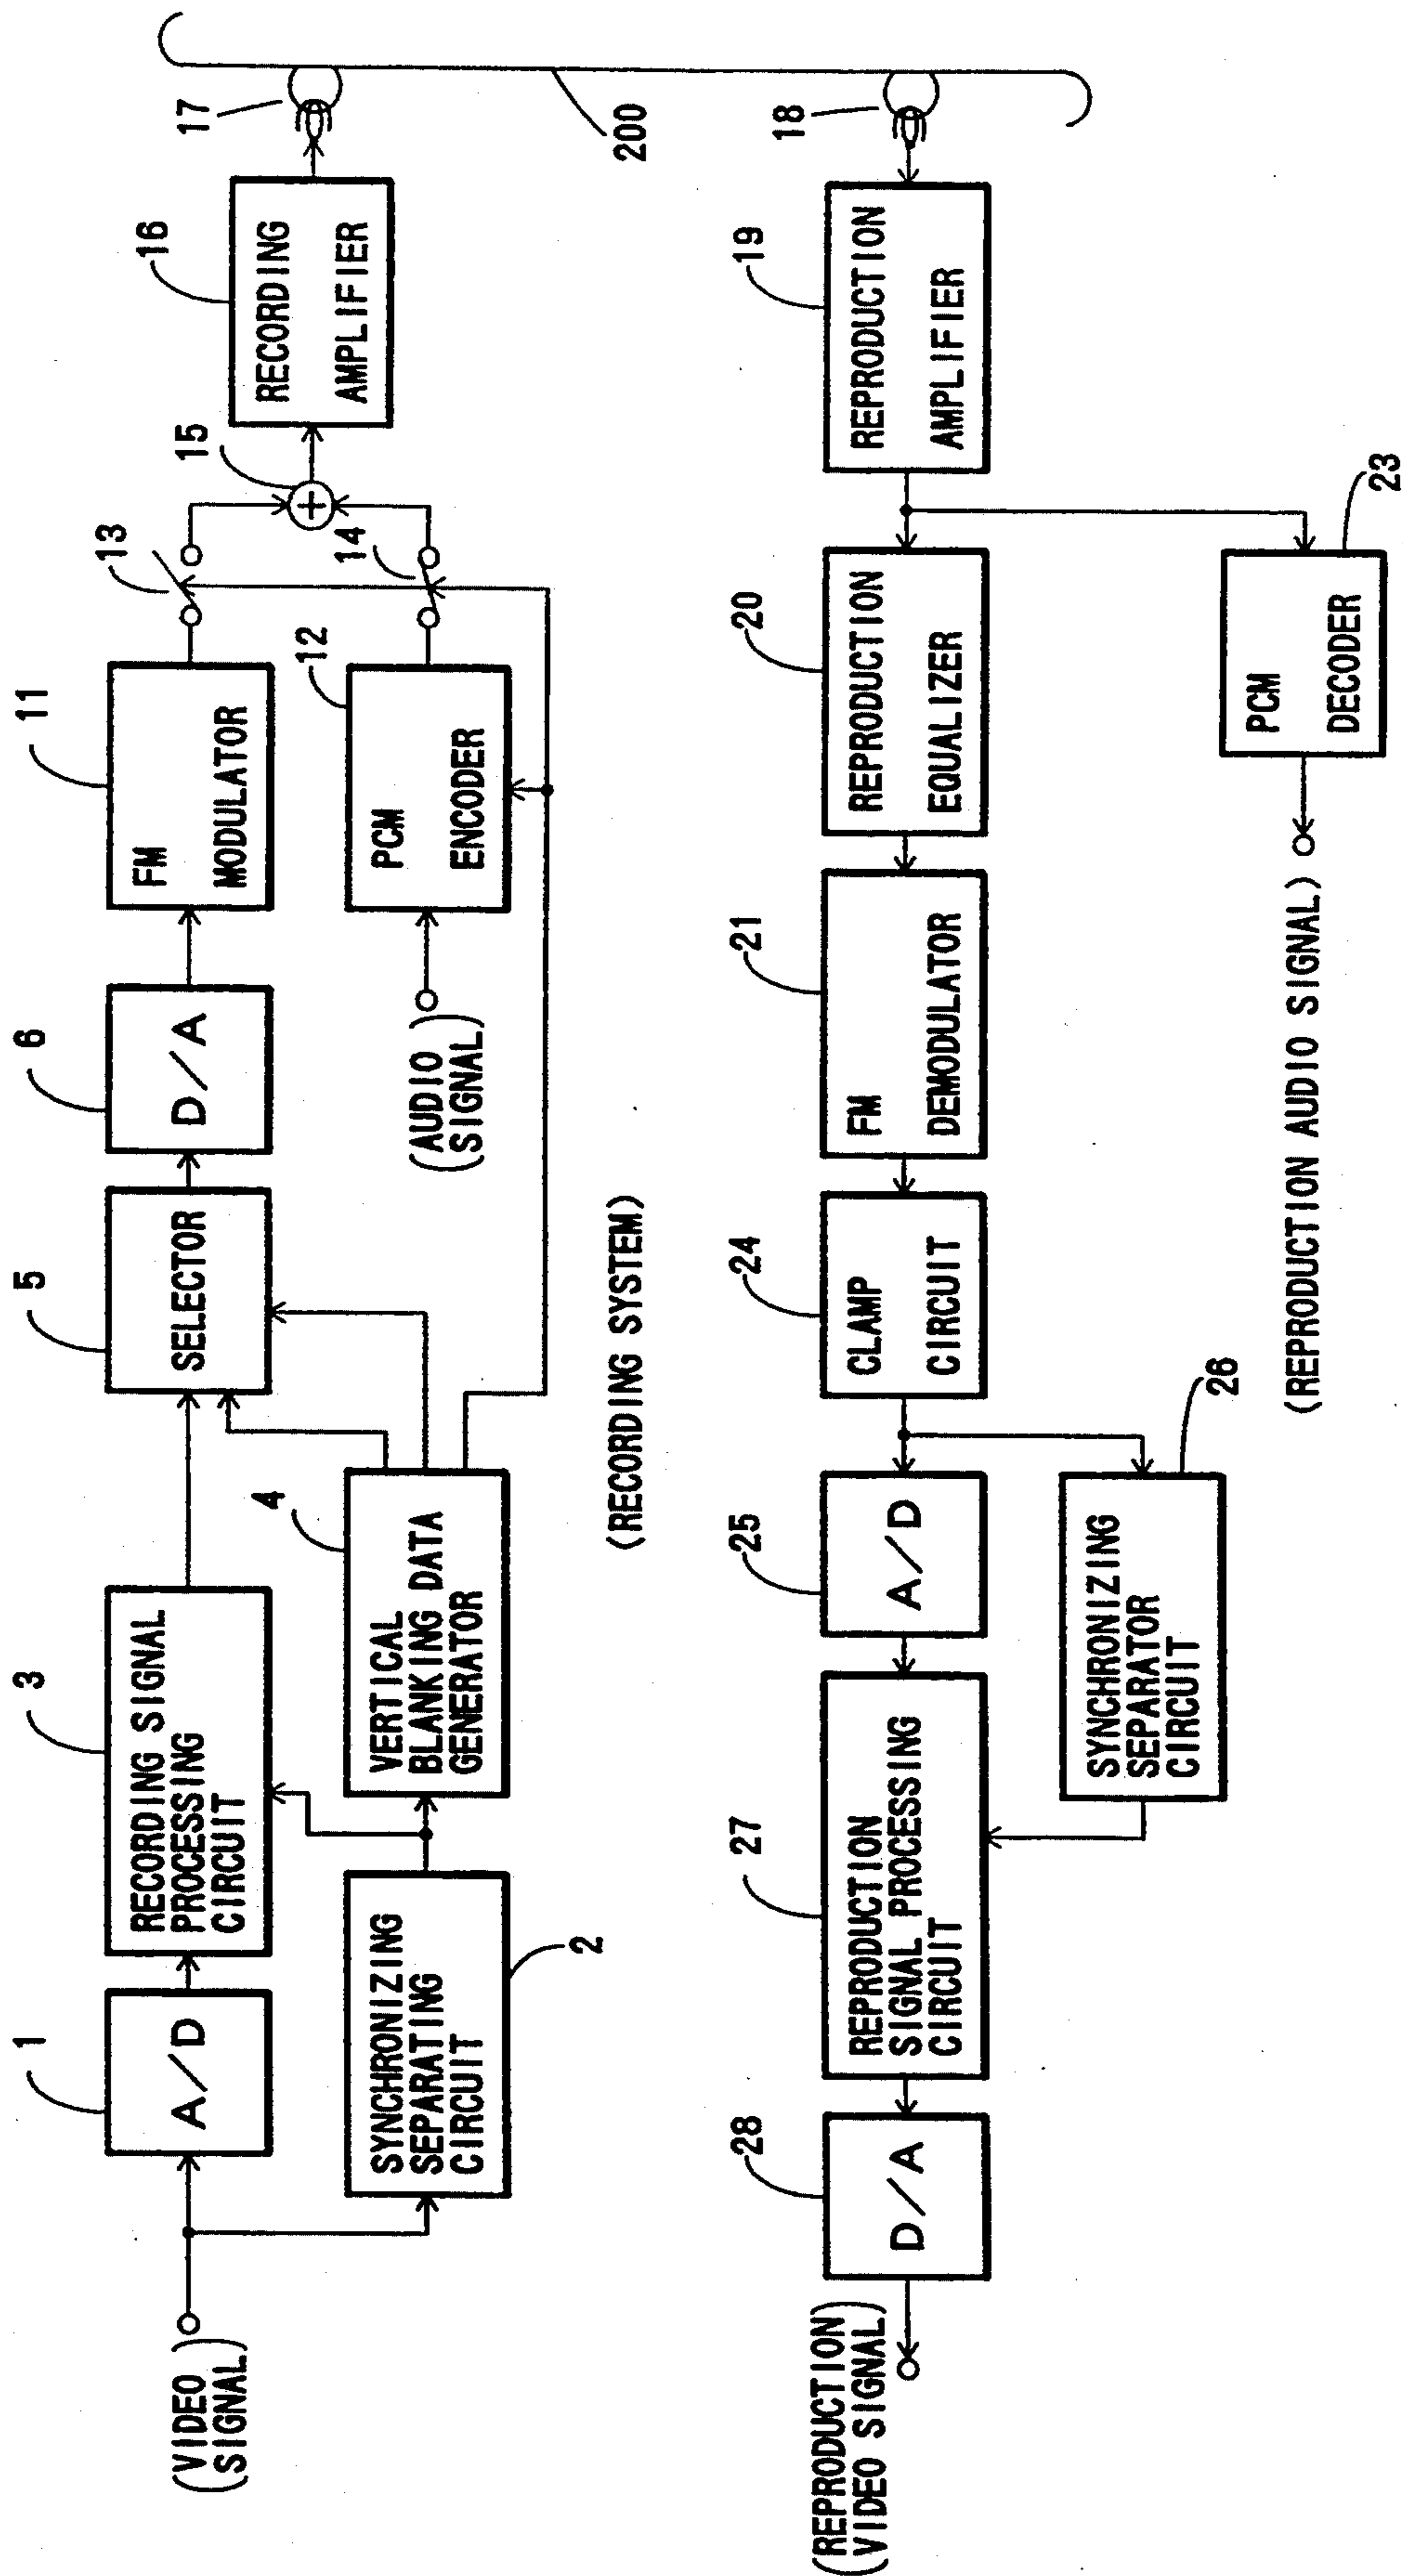 (VIDEO
SIGNAL)
1
A/D
SYNCHRONIZING
SEPARATING
CIRCUIT
2
3
RECORDING SIGNAL
PROCESSING
CIRCUIT
4
VERTICAL
BLANKING DATA
GENERATOR
5
SELECTOR
6
D/A
11
FM
MODULATOR
(AUDIO
SIGNAL)
12
PCM
ENCODER
13
14
15
+
16
RECORDING
AMPLIFIER
17
200
(RECORDING SYSTEM)
18
19
REPRODUCTION
AMPLIFIER
20
REPRODUCTION
EQUALIZER
21
FM
DEMODULATOR
24
CLAMP
CIRCUIT
25
A/D
26
SYNCHRONIZING
SEPARATOR
CIRCUIT
27
REPRODUCTION
SIGNAL PROCESSING
CIRCUIT
28
D/A
(REPRODUCTION
VIDEO SIGNAL)
23
PCM
DECODER
(REPRODUCTION AUDIO SIGNAL)